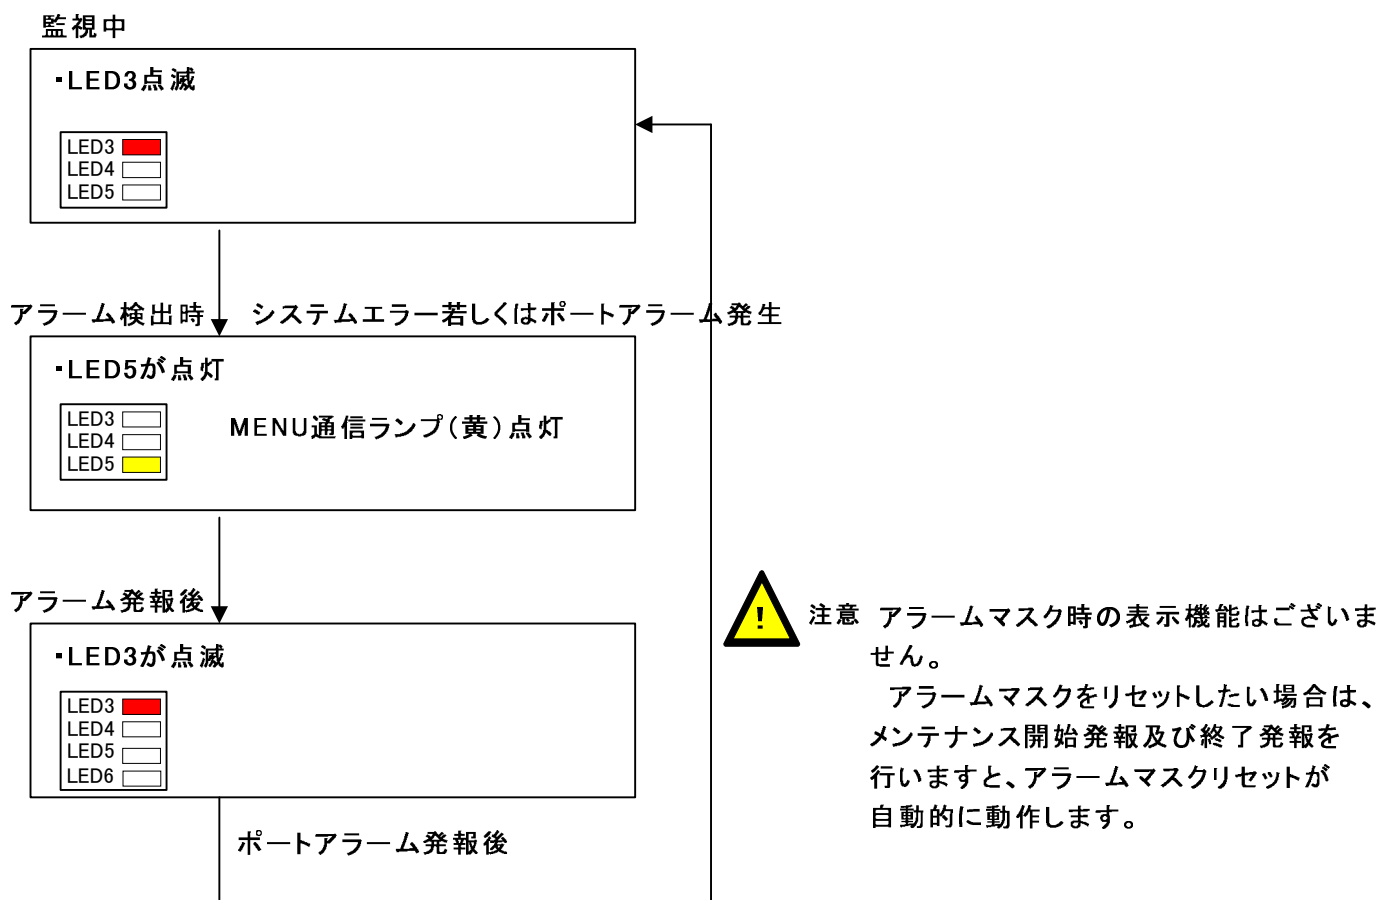 監視中
・LED3点滅
LED3
LED4
LED5
アラーム検出時 システムエラー若しくはポートアラーム発生
・LED5が点灯
LED3
LED4
LED5
MENU通信ランプ(黄)点灯
アラーム発報後
・LED3が点滅
LED3
LED4
LED5
LED6
ポートアラーム発報後
! 注意 アラームマスク時の表示機能はございま
せん。
アラームマスクをリセットしたい場合は、
メンテナンス開始発報及び終了発報を
行いますと、アラームマスクリセットが
自動的に動作します。